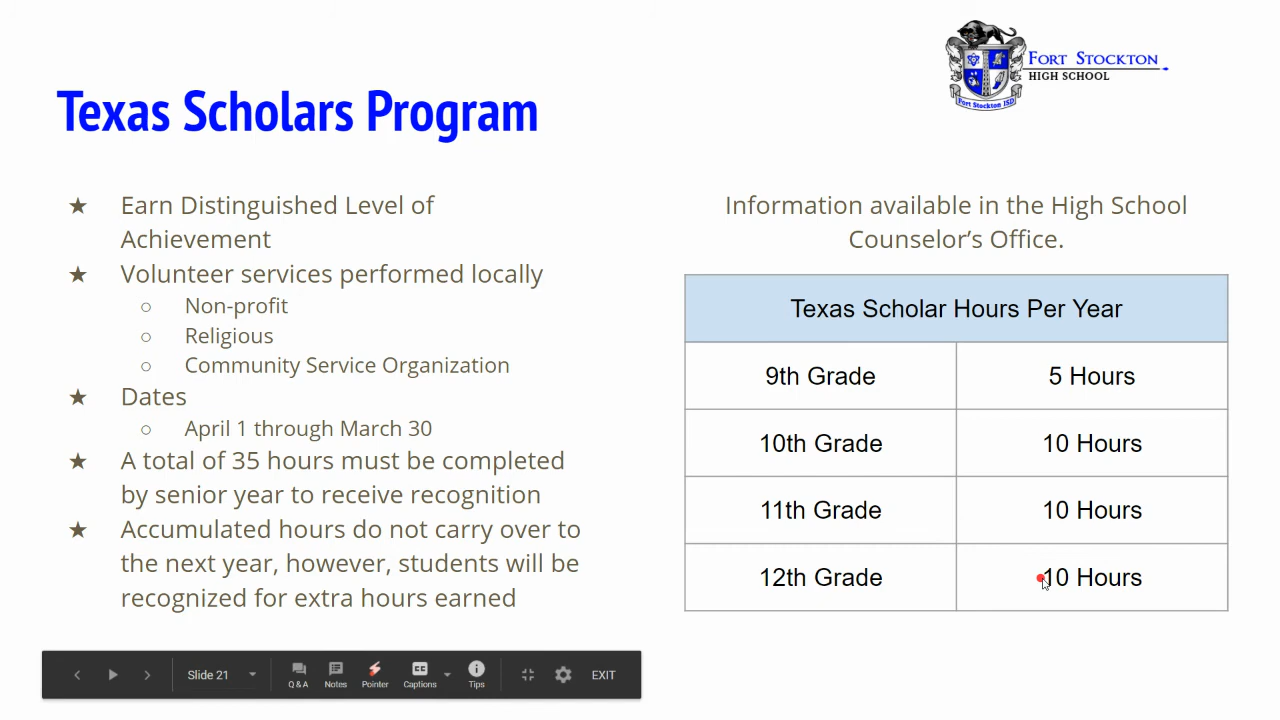 FORT STOCKTON
HIGH SCHOOL
Fort Stockton ISD
Texas Scholars Program
★ Earn Distinguished Level of
Achievement
★ Volunteer services performed locally
○ Non-profit
○ Religious
○ Community Service Organization
★ Dates
○ April 1 through March 30
★ A total of 35 hours must be completed
by senior year to receive recognition
★ Accumulated hours do not carry over to
the next year, however, students will be
recognized for extra hours earned
Information available in the High School
Counselor’s Office.
Texas Scholar Hours Per Year
9th Grade 5 Hours
10th Grade 10 Hours
11th Grade 10 Hours
12th Grade 10 Hours
Slide 21 Q & A Notes Pointer Captions Tips EXIT